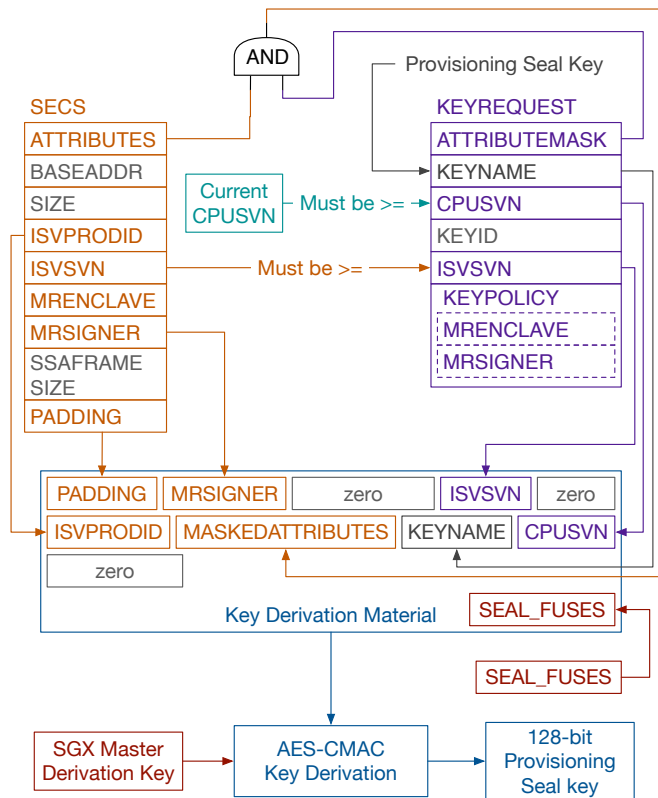 AND
Provisioning Seal Key
SECS
ATTRIBUTES
BASEADDR
SIZE
ISVPRODID
ISVSVN
MRENCLAVE
MRSIGNER
SSAFRAME
SIZE
PADDING
Current
CPUSVN
Must be >=
Must be >=
KEYREQUEST
ATTRIBUTEMASK
KEYNAME
CPUSVN
KEYID
ISVSVN
KEYPOLICY
MRENCLAVE
MRSIGNER
PADDING MRSIGNER zero ISVSVN zero
ISVPRODID MASKEDATTRIBUTES KEYNAME CPUSVN
zero
Key Derivation Material
SEAL_FUSES
SEAL_FUSES
SGX Master
Derivation Key
AES-CMAC
Key Derivation
128-bit
Provisioning
Seal key